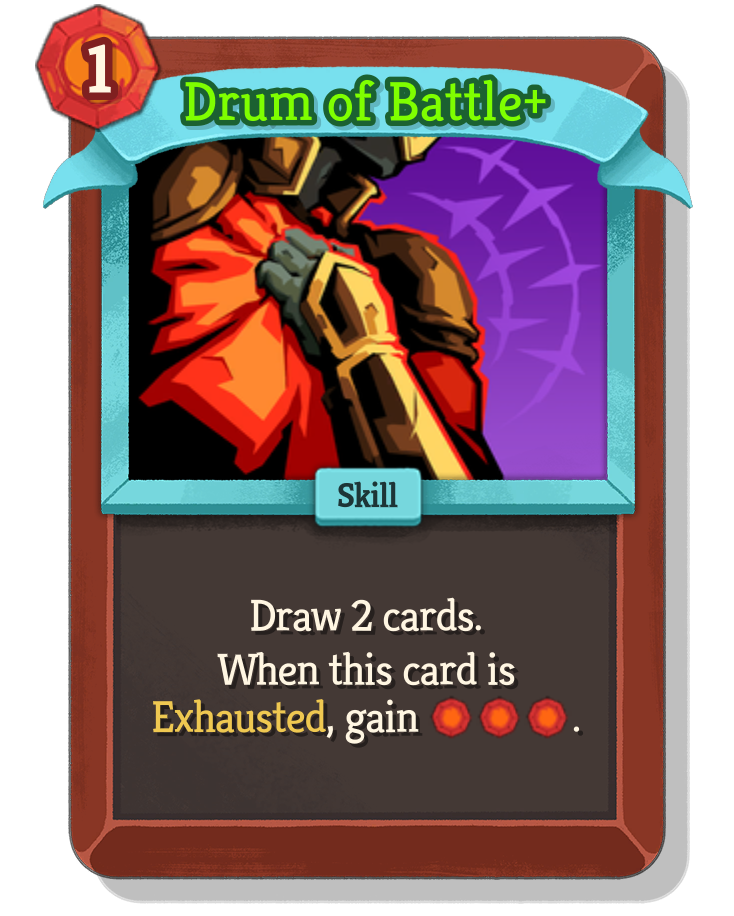 1
Drum of Battle+
Skill
Draw 2 cards.
When this card is
Exhausted, gain .